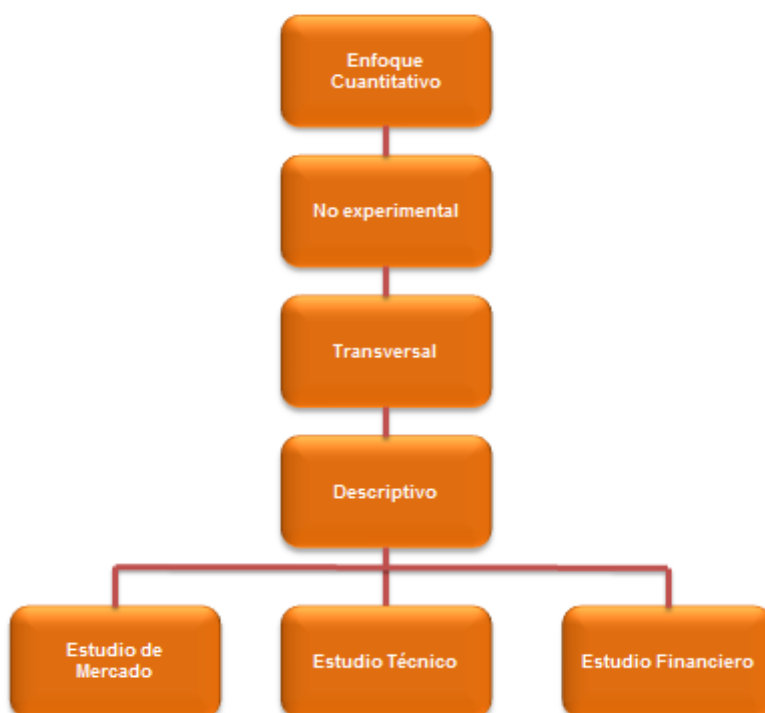 Enfoque
Cuantitativo
No experimental
Transversal
Descriptivo
Estudio de
Mercado
Estudio Técnico
Estudio Financiero